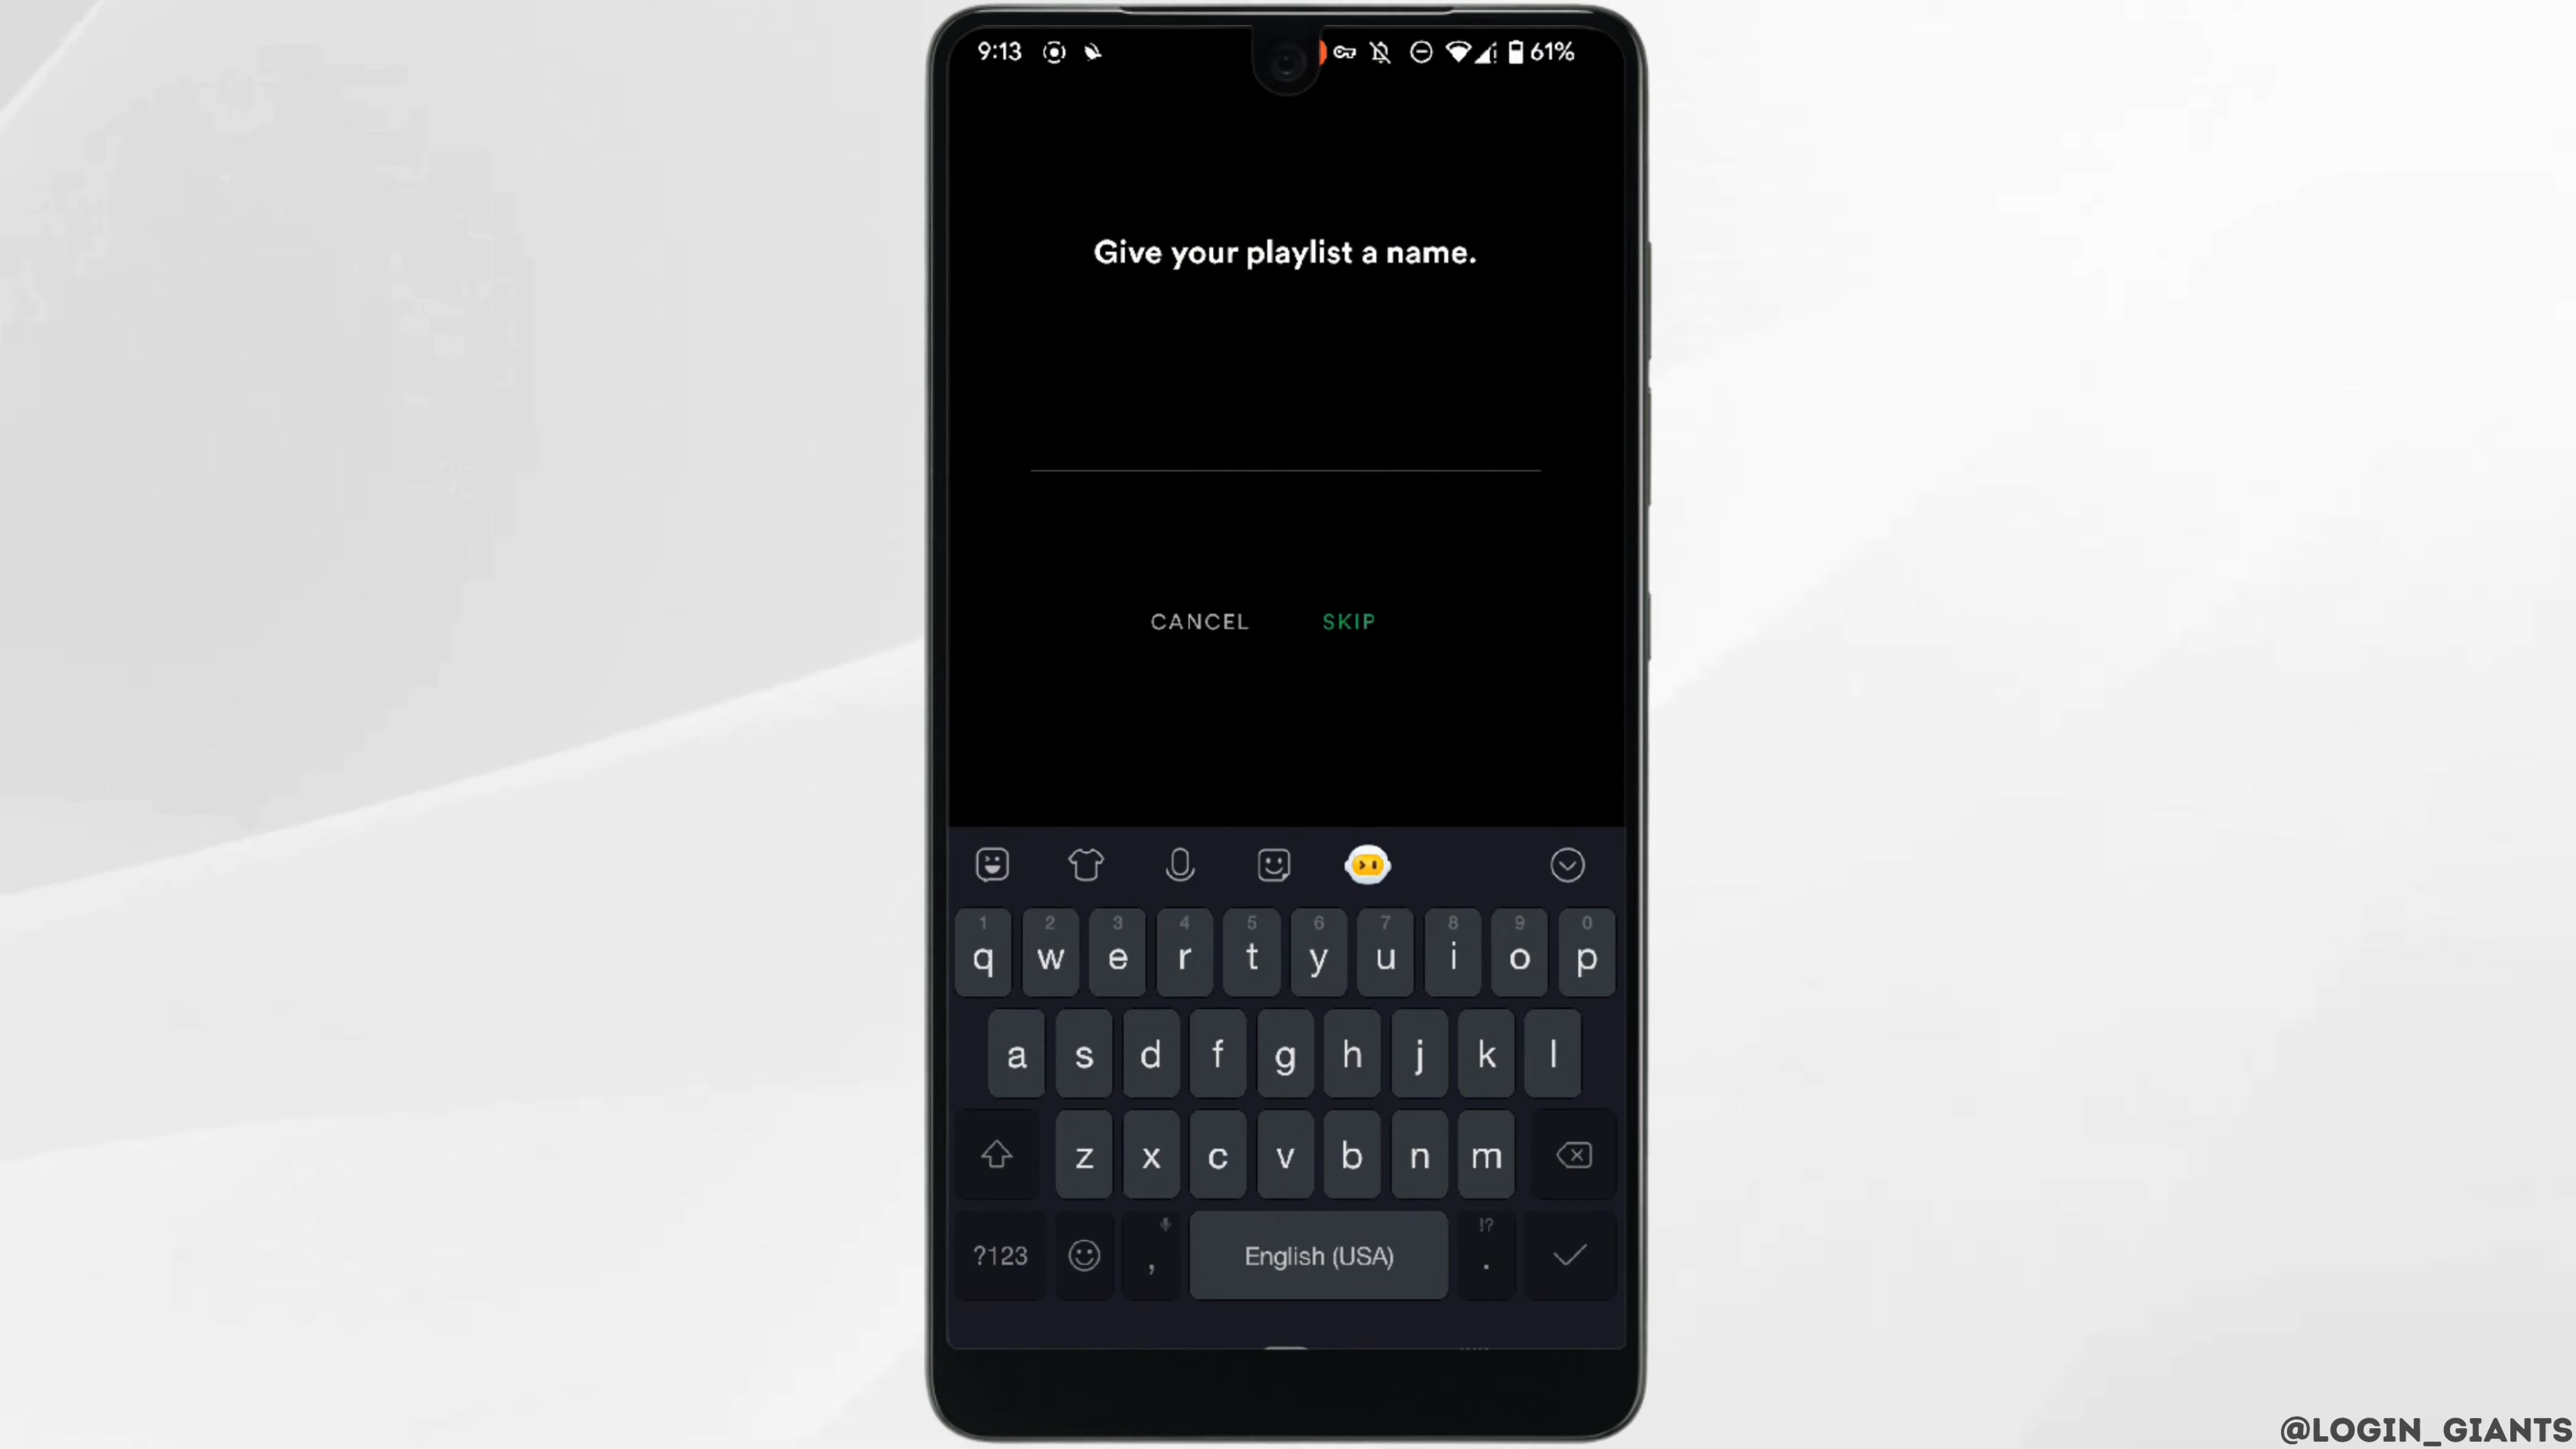 9:13 61%
Give your playlist a name.
CANCEL SKIP
1 2 3 4 5 6 7 8 9 0
q w e r t y u i o p
a s d f g h j k l
z x c v b n m
!?
?123 , English (USA) .
@LOGIN_GIANTS